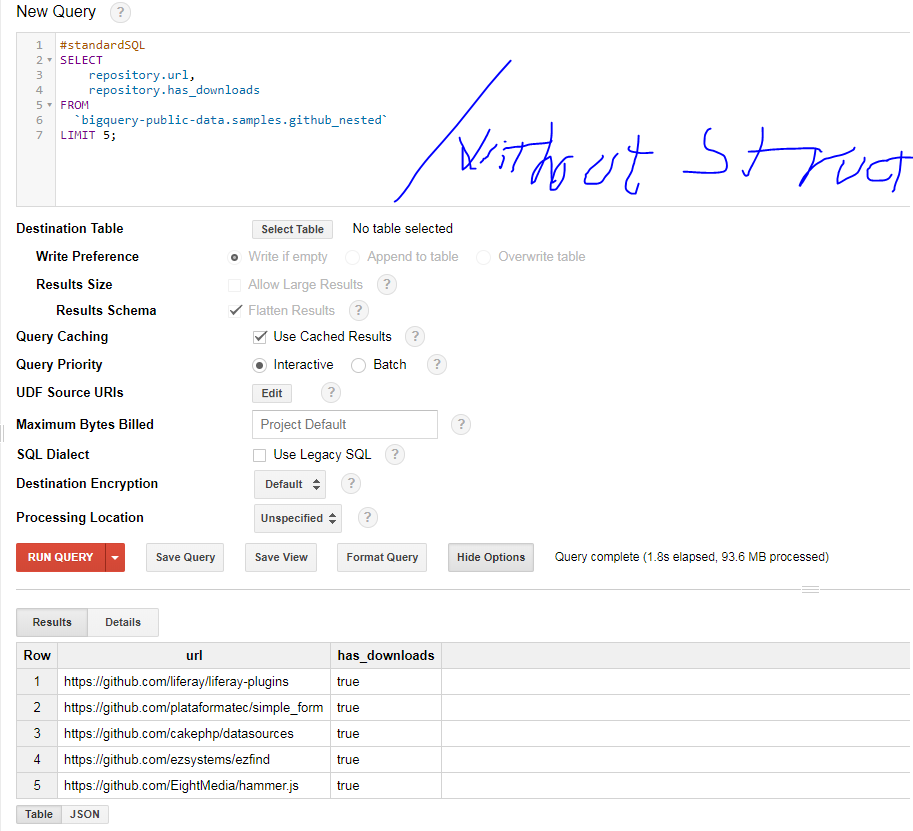 New Query ?
1 #standardSQL
2 SELECT
3 repository.url,
4 repository.has_downloads
5 FROM
6 `bigquery-public-data.samples.github_nested`
7 LIMIT 5;
Without Struct
Destination Table Select Table No table selected
Write Preference Write if empty Append to table Overwrite table
Results Size Allow Large Results ?
Results Schema Flatten Results ?
Query Caching Use Cached Results ?
Query Priority Interactive Batch ?
UDF Source URIs Edit ?
Maximum Bytes Billed Project Default ?
SQL Dialect Use Legacy SQL ?
Destination Encryption Default ?
Processing Location Unspecified ?
RUN QUERY Save Query Save View Format Query Hide Options Query complete (1.8s elapsed, 93.6 MB processed)
Results Details
Row url has_downloads
1 https://github.com/liferay/liferay-plugins true
2 https://github.com/plataformatec/simple_form true
3 https://github.com/cakephp/datasources true
4 https://github.com/ezsystems/ezfind true
5 https://github.com/EightMedia/hammer.js true
Table JSON